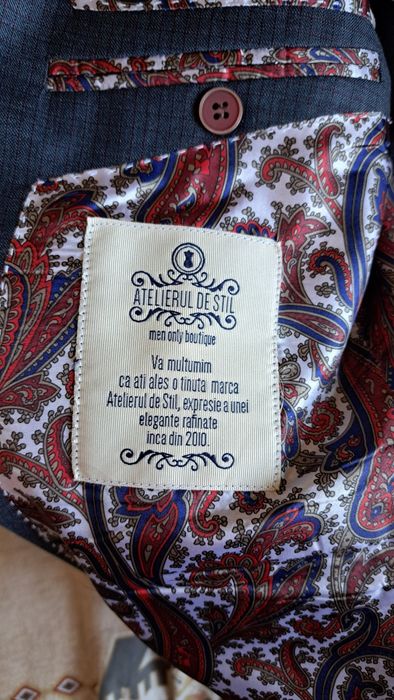 ATELIERUL DE STIL
men only boutique
Va multumim
ca ati ales o tinuta marca
Atelierul de Stil, expresie a unei
elegante rafinate
inca din 2010.